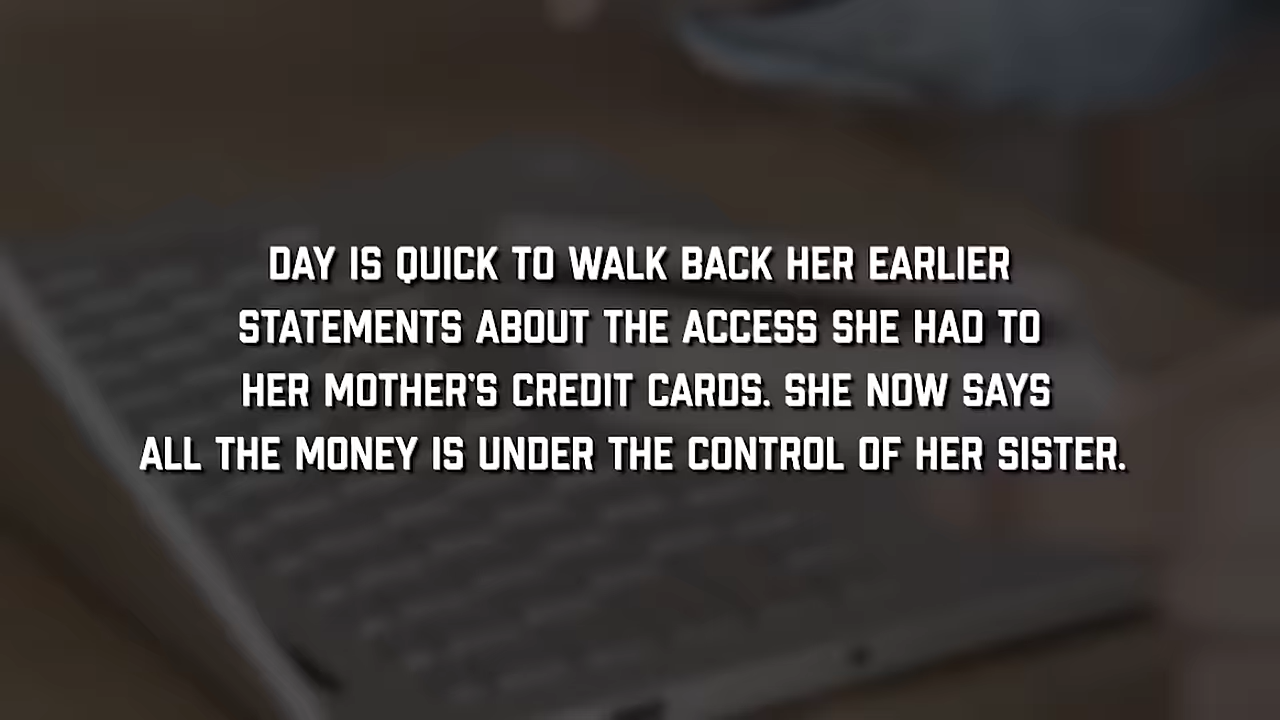 DAY IS QUICK TO WALK BACK HER EARLIER
STATEMENTS ABOUT THE ACCESS SHE HAD TO
HER MOTHER'S CREDIT CARDS. SHE NOW SAYS
ALL THE MONEY IS UNDER THE CONTROL OF HER SISTER.